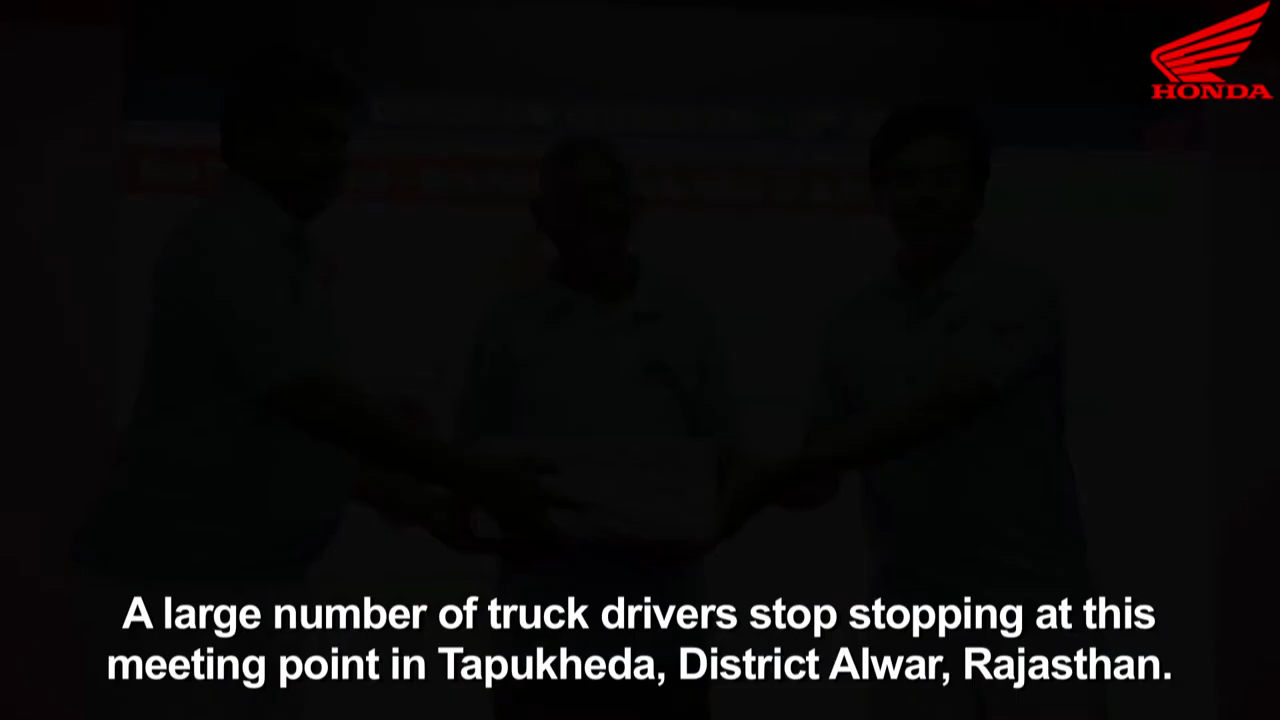 HONDA
A large number of truck drivers stop stopping at this
meeting point in Tapukheda, District Alwar, Rajasthan.